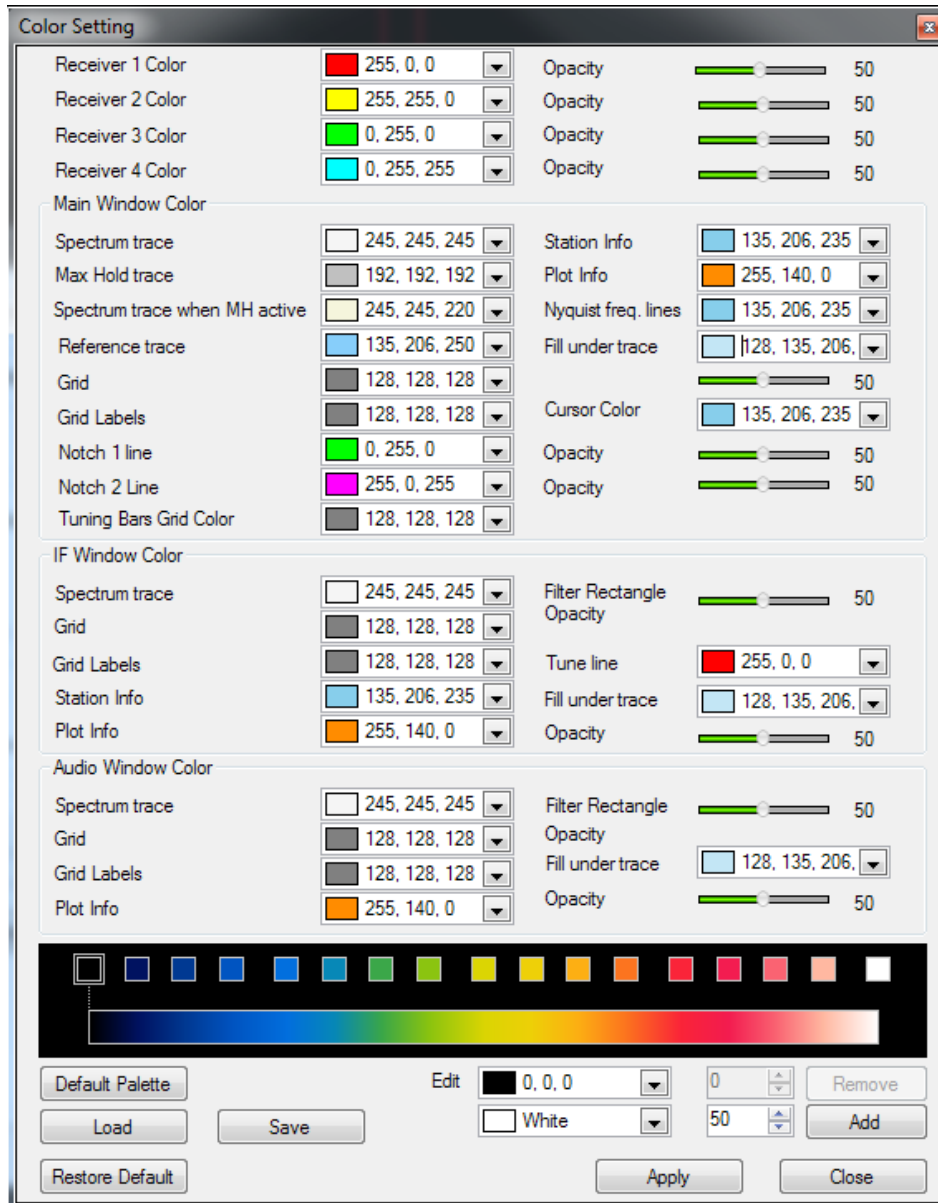 Color Setting
Receiver 1 Color 255, 0, 0 Opacity 50
Receiver 2 Color 255, 255, 0 Opacity 50
Receiver 3 Color 0, 255, 0 Opacity 50
Receiver 4 Color 0, 255, 255 Opacity 50
Main Window Color
Spectrum trace 245, 245, 245 Station Info 135, 206, 235
Max Hold trace 192, 192, 192 Plot Info 255, 140, 0
Spectrum trace when MH active 245, 245, 220 Nyquist freq. lines 135, 206, 235
Reference trace 135, 206, 250 Fill under trace 128, 135, 206,
Grid 128, 128, 128 50
Grid Labels 128, 128, 128 Cursor Color 135, 206, 235
Notch 1 line 0, 255, 0 Opacity 50
Notch 2 Line 255, 0, 255 Opacity 50
Tuning Bars Grid Color 128, 128, 128
IF Window Color
Spectrum trace 245, 245, 245 Filter Rectangle 50
Opacity
Grid 128, 128, 128
Grid Labels 128, 128, 128 Tune line 255, 0, 0
Station Info 135, 206, 235 Fill under trace 128, 135, 206,
Plot Info 255, 140, 0 Opacity 50
Audio Window Color
Spectrum trace 245, 245, 245 Filter Rectangle 50
Grid 128, 128, 128 Opacity
Grid Labels 128, 128, 128 Fill under trace 128, 135, 206,
Plot Info 255, 140, 0 Opacity 50
Default Palette Edit 0, 0, 0 0 Remove
Load Save White 50 Add
Restore Default Apply Close